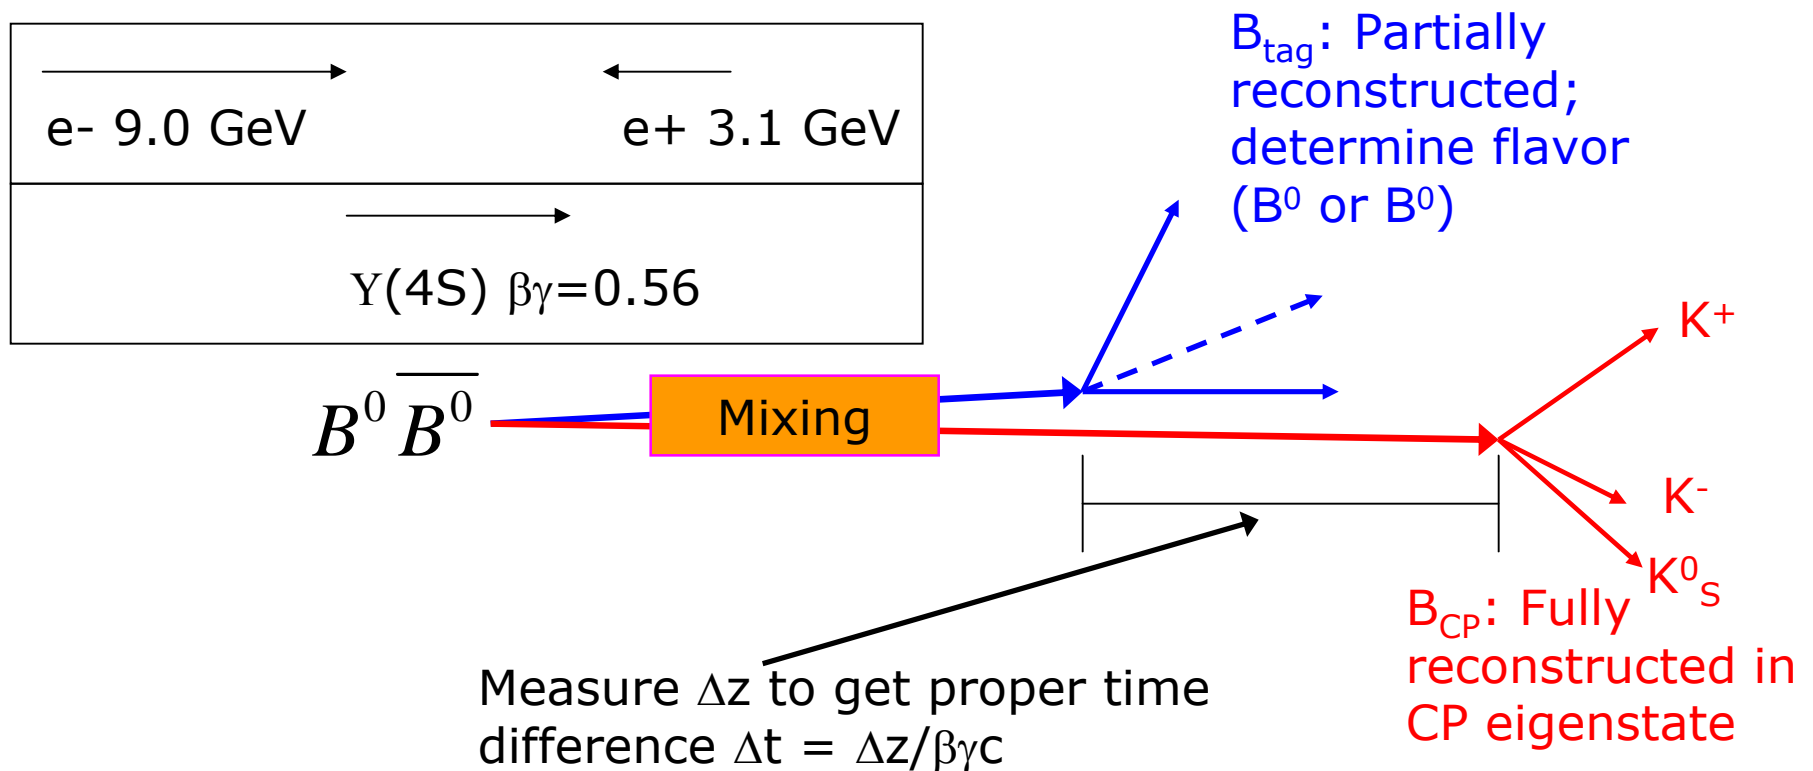 e- 9.0 GeV
e+ 3.1 GeV
ϒ(4S) βγ=0.56
B⁰ B̅⁰
Mixing
B_tag: Partially
reconstructed;
determine flavor
(B⁰ or B⁰)
K⁺
K⁻
K⁰_S
B_CP: Fully
reconstructed in
CP eigenstate
Measure Δz to get proper time
difference Δt = Δz/βγc